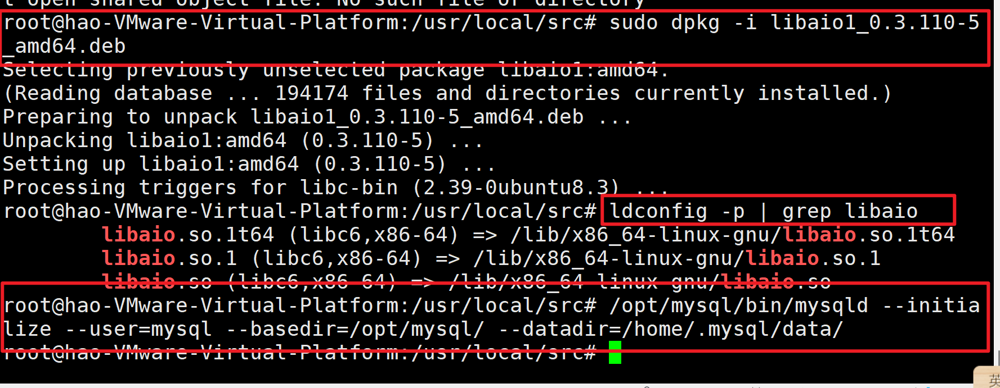 t open shared object file: No such file or directory
root@hao-VMware-Virtual-Platform:/usr/local/src# sudo dpkg -i libaio1_0.3.110-5
_amd64.deb
Selecting previously unselected package libaio1:amd64.
(Reading database ... 194174 files and directories currently installed.)
Preparing to unpack libaio1_0.3.110-5_amd64.deb ...
Unpacking libaio1:amd64 (0.3.110-5) ...
Setting up libaio1:amd64 (0.3.110-5) ...
Processing triggers for libc-bin (2.39-0ubuntu8.3) ...
root@hao-VMware-Virtual-Platform:/usr/local/src# ldconfig -p | grep libaio
libaio.so.1t64 (libc6,x86-64) => /lib/x86_64-linux-gnu/libaio.so.1t64
libaio.so.1 (libc6,x86-64) => /lib/x86_64-linux-gnu/libaio.so.1
libaio.so (libc6,x86-64) => /lib/x86_64-linux-gnu/libaio.so
root@hao-VMware-Virtual-Platform:/usr/local/src# /opt/mysql/bin/mysqld --initia
lize --user=mysql --basedir=/opt/mysql/ --datadir=/home/.mysql/data/
root@hao-VMware-Virtual-Platform:/usr/local/src#
英